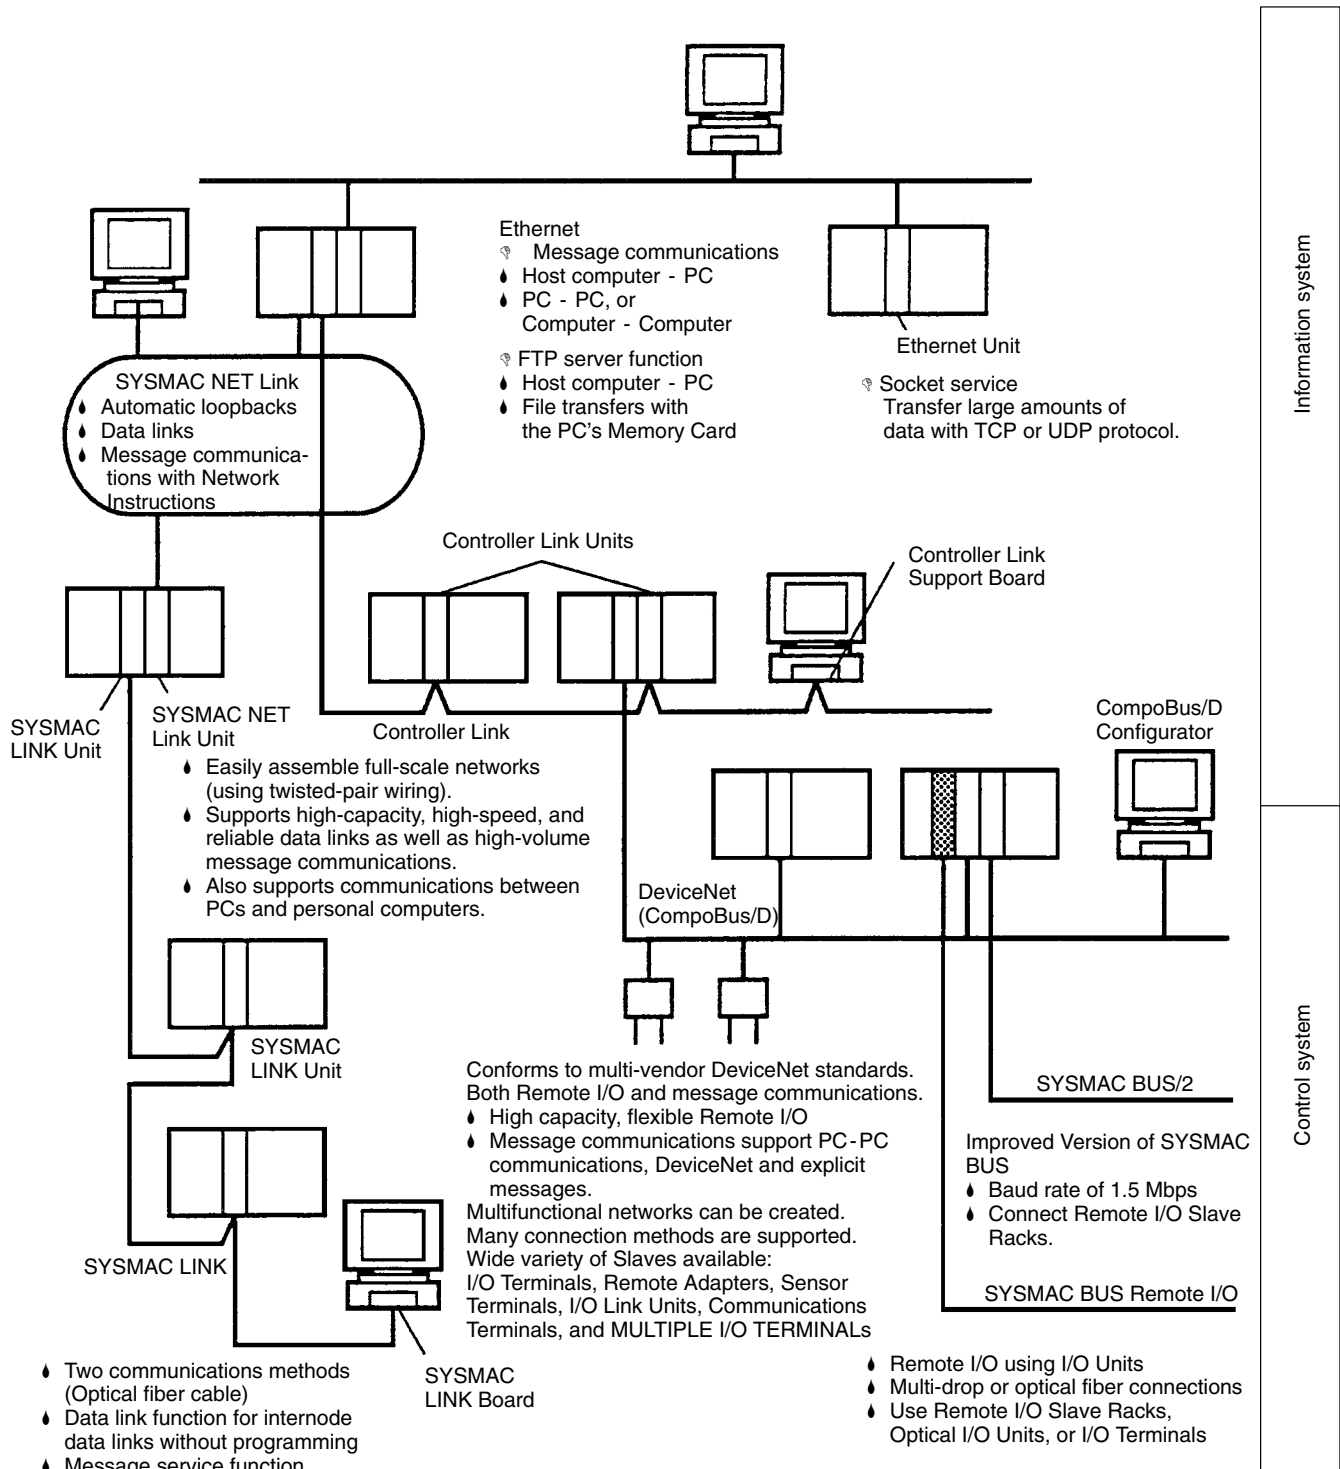 Ethernet
Message communications
Host computer - PC
PC - PC, or
Computer - Computer
FTP server function
Host computer - PC
File transfers with
the PC's Memory Card
Ethernet Unit
Socket service
Transfer large amounts of
data with TCP or UDP protocol.
Information system
SYSMAC NET Link
Automatic loopbacks
Data links
Message communica-
tions with Network
Instructions
Controller Link Units
Controller Link
Support Board
SYSMAC
LINK Unit
SYSMAC NET
Link Unit
Controller Link
Easily assemble full-scale networks
(using twisted-pair wiring).
Supports high-capacity, high-speed, and
reliable data links as well as high-volume
message communications.
Also supports communications between
PCs and personal computers.
CompoBus/D
Configurator
DeviceNet
(CompoBus/D)
SYSMAC
LINK Unit
Conforms to multi-vendor DeviceNet standards.
Both Remote I/O and message communications.
High capacity, flexible Remote I/O
Message communications support PC-PC
communications, DeviceNet and explicit
messages.
Multifunctional networks can be created.
Many connection methods are supported.
Wide variety of Slaves available:
I/O Terminals, Remote Adapters, Sensor
Terminals, I/O Link Units, Communications
Terminals, and MULTIPLE I/O TERMINALs
SYSMAC BUS/2
Improved Version of SYSMAC
BUS
Baud rate of 1.5 Mbps
Connect Remote I/O Slave
Racks.
SYSMAC BUS Remote I/O
Remote I/O using I/O Units
Multi-drop or optical fiber connections
Use Remote I/O Slave Racks,
Optical I/O Units, or I/O Terminals
Control system
SYSMAC LINK
SYSMAC
LINK Board
Two communications methods
(Optical fiber cable)
Data link function for internode
data links without programming
Message service function